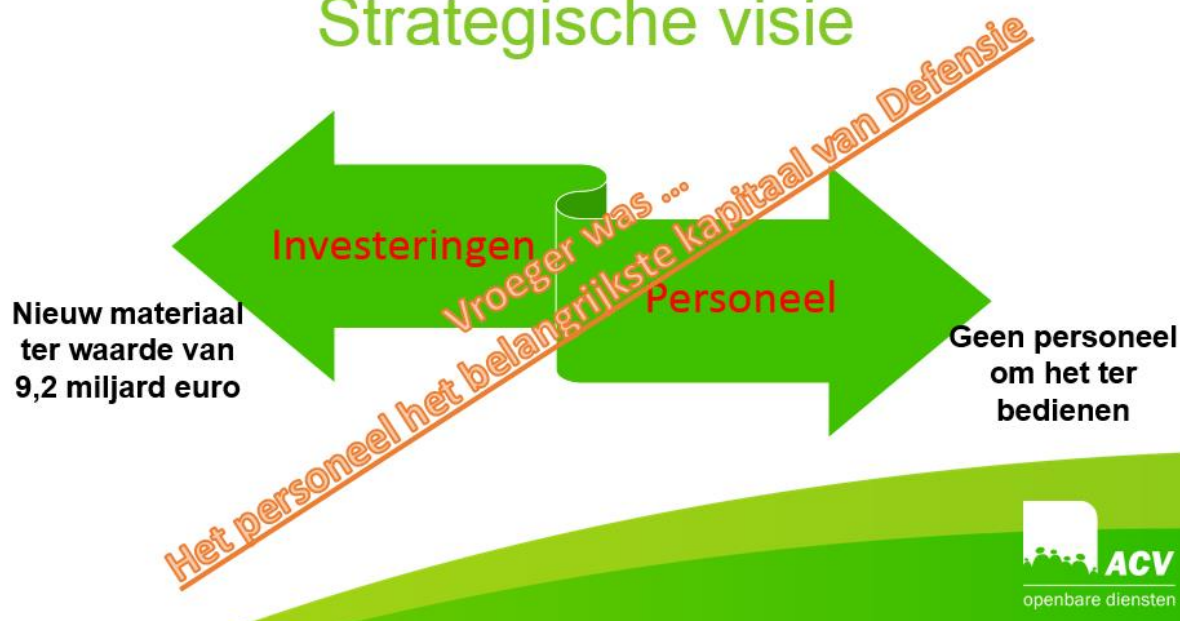 Strategische visie
Investeringen
Vroeger was ...
Het personeel het belangrijkste kapitaal van Defensie
Personeel
Nieuw materiaal
ter waarde van
9,2 miljard euro
Geen personeel
om het ter
bedienen
ACV
openbare diensten